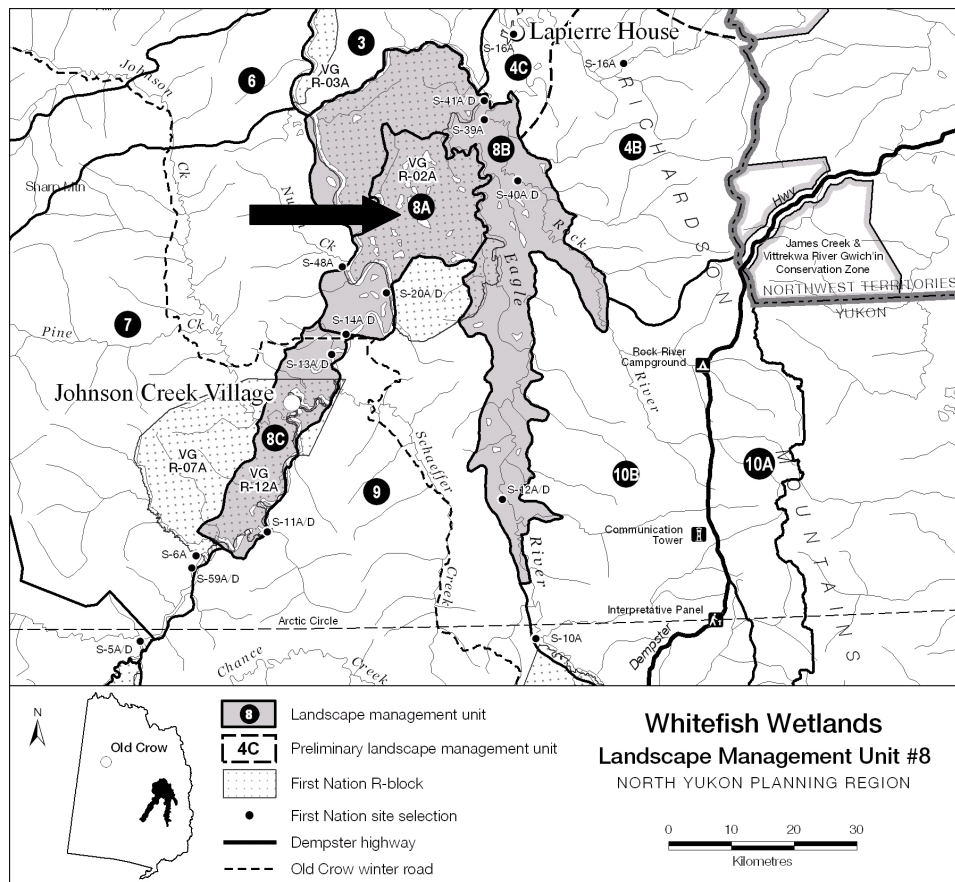 Johnson
Ck
6
3
VG
R-03A
S-16A
Lapierre House
4C
S-16A
RICHARDSON
S-41A/D
S-39A
8B
4B
VG
R-02A
8A
S-40A/D
Sharp Mtn
Ck
Rock
Hwy
James Creek &
Vittrekwa River Gwich'in
Conservation Zone
NORTHWEST TERRITORIES
YUKON
S-48A
S-20A/D
Eagle
7
Pine
Ck
S-14A/D
S-13A/D
Rock River
Campground
River
Johnson Creek Village
8C
VG
R-07A
VG
R-12A
Schaeffer
9
10B
10A
MOUNTAINS
S-12A/D
S-11A/D
Communication
Tower
S-6A
S-59A/D
Creek
River
Interpretative Panel
Arctic Circle
S-5A/D
S-10A
Dempster
Chance
Creek
N
Old Crow
8 Landscape management unit
4C Preliminary landscape management unit
First Nation R-block
First Nation site selection
Dempster highway
Old Crow winter road
Whitefish Wetlands
Landscape Management Unit #8
NORTH YUKON PLANNING REGION
0 10 20 30
Kilometres